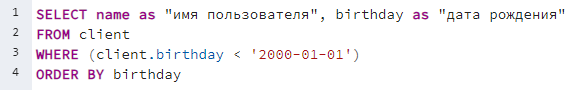 1 SELECT name as "имя пользователя", birthday as "дата рождения"
2 FROM client
3 WHERE (client.birthday < '2000-01-01')
4 ORDER BY birthday